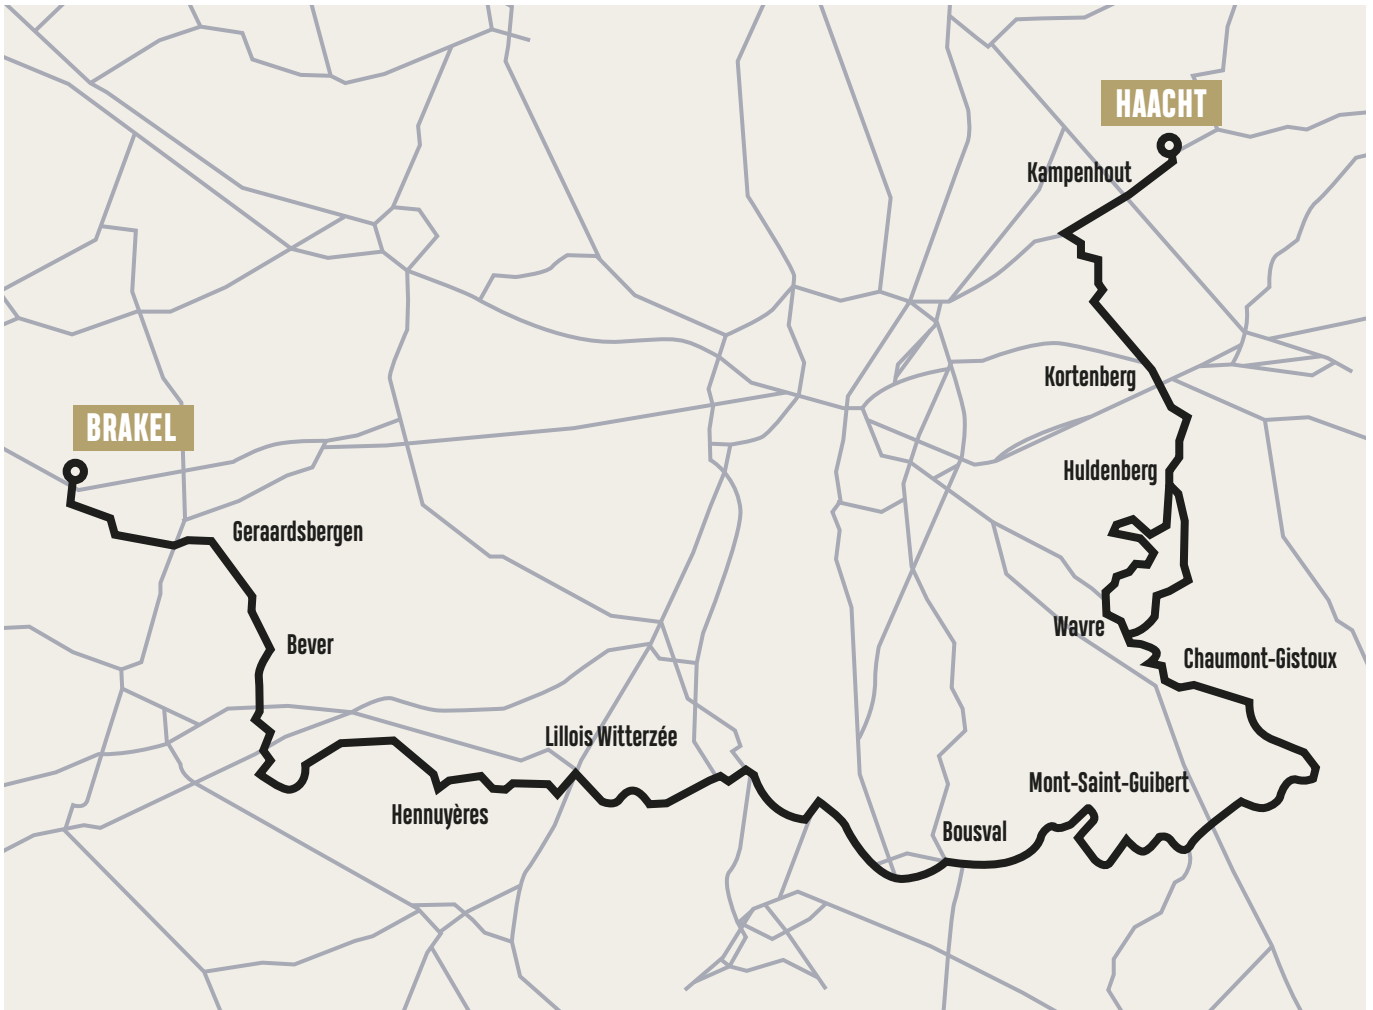 HAACHT
Kampenhout
Kortenberg
BRAKEL
Huldenberg
Geraardsbergen
Wavre
Bever
Chaumont-Gistoux
Lillois Witterzée
Mont-Saint-Guibert
Hennuyères
Bousval